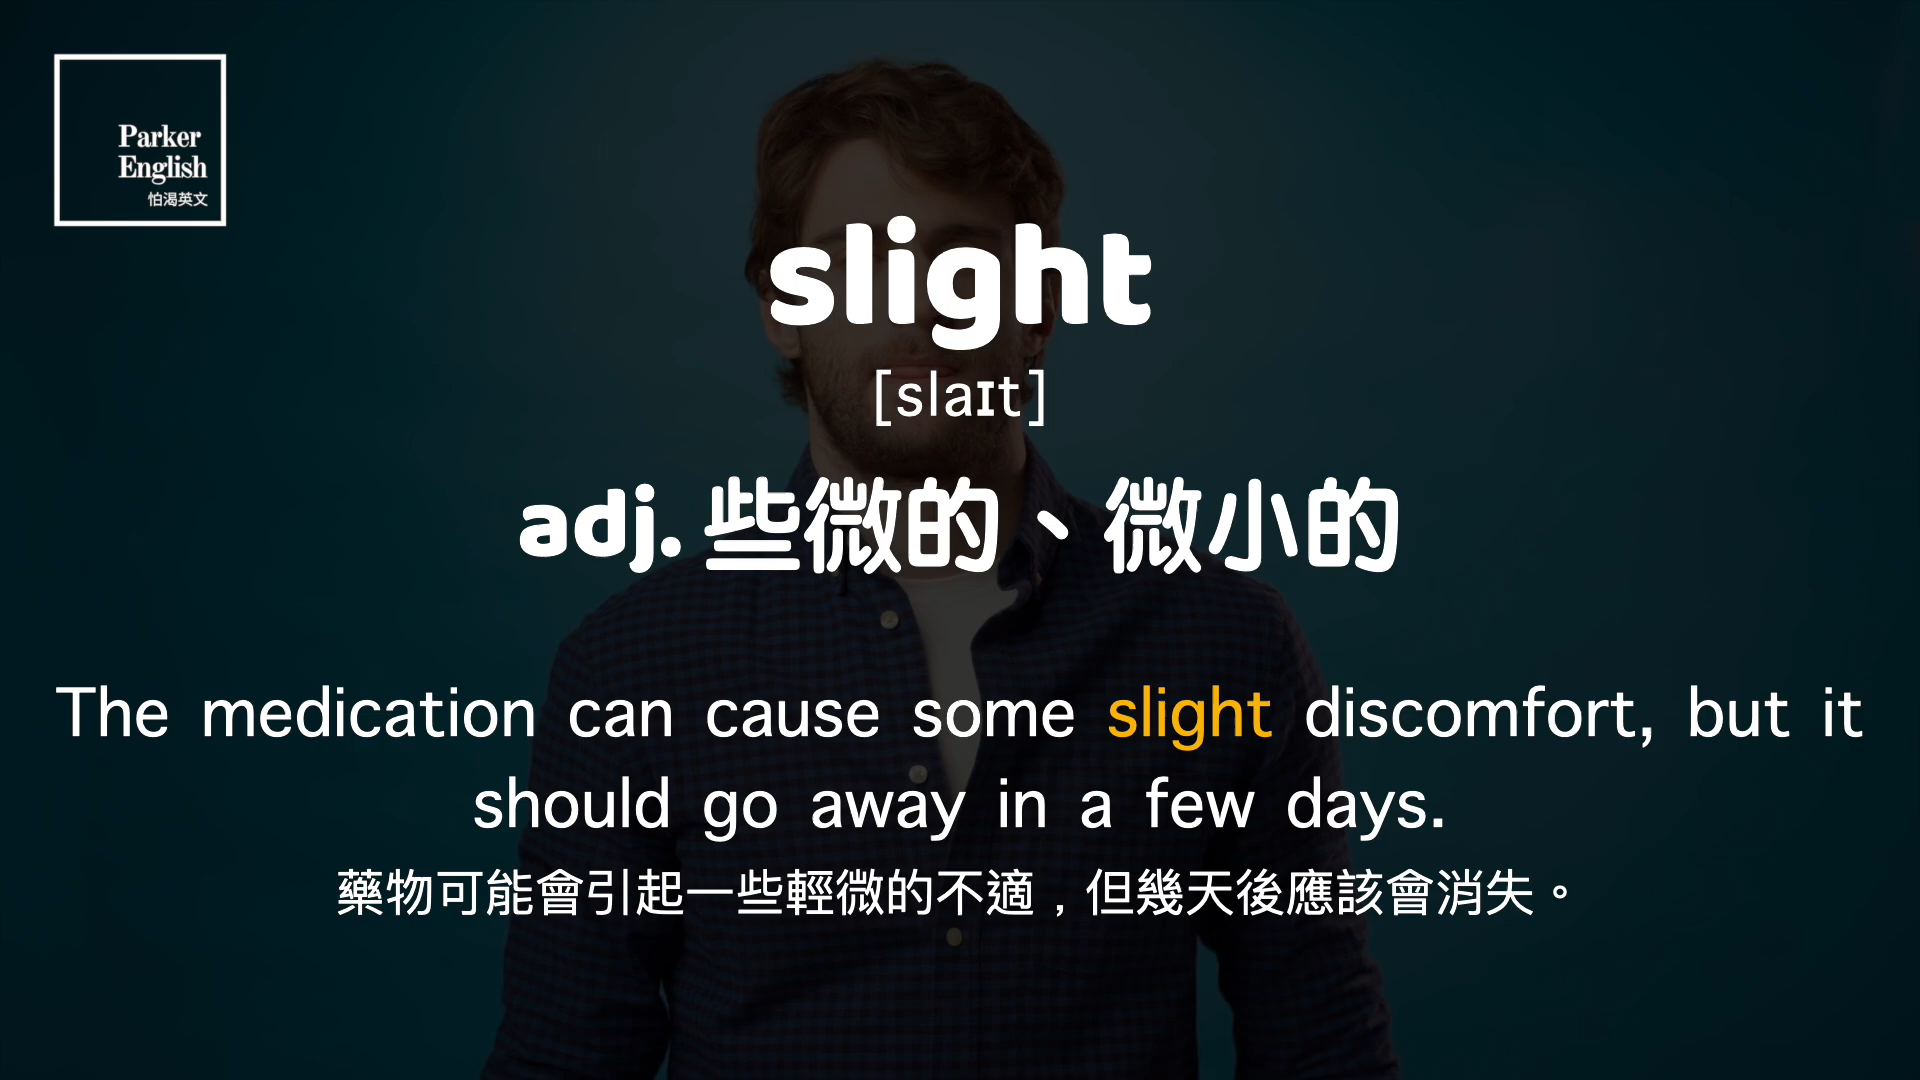 Parker
English
怕渴英文
slight
[slaɪt]
adj. 些微的、微小的
The medication can cause some slight discomfort, but it
should go away in a few days.
藥物可能會引起一些輕微的不適，但幾天後應該會消失。